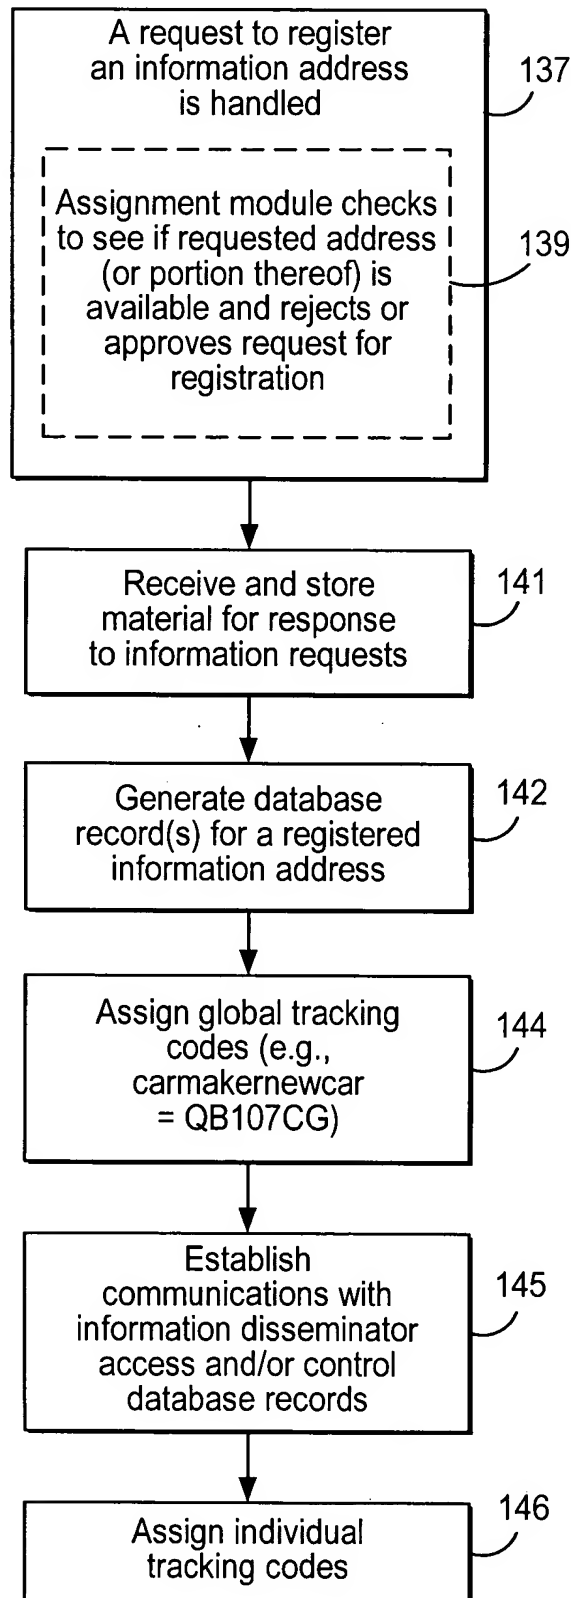 A request to register
an information address
is handled
137
Assignment module checks
to see if requested address
(or portion thereof) is
available and rejects or
approves request for
registration
139
Receive and store
material for response
to information requests
141
Generate database
record(s) for a registered
information address
142
Assign global tracking
codes (e.g.,
carmakernewcar
= QB107CG)
144
Establish
communications with
information disseminator
access and/or control
database records
145
Assign individual
tracking codes
146